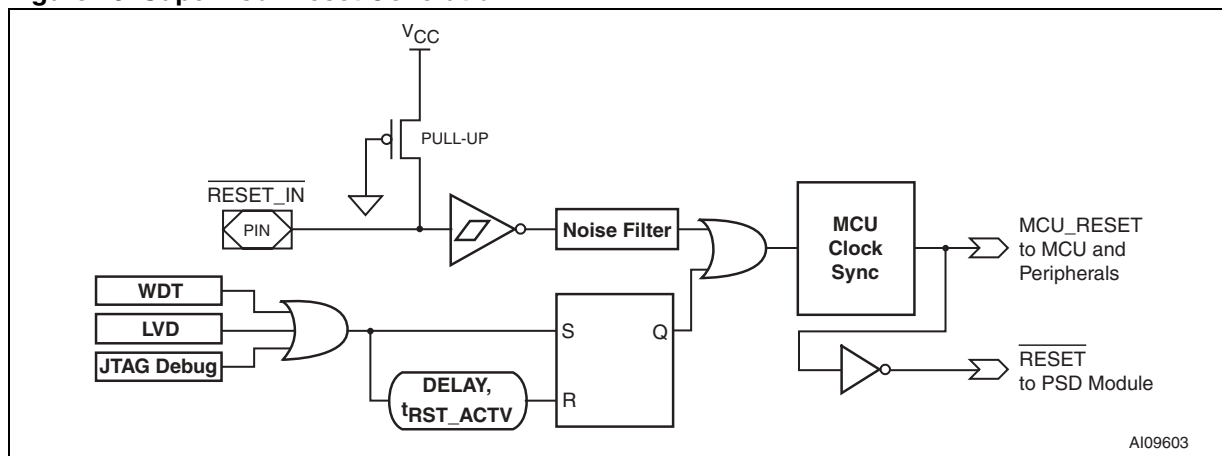 VCC
PULL-UP
RESET_IN
PIN
Noise Filter
MCU
Clock
Sync
MCU_RESET
to MCU and
Peripherals
WDT
LVD
JTAG Debug
S
Q
R
DELAY,
tRST_ACTV
RESET
to PSD Module
AI09603